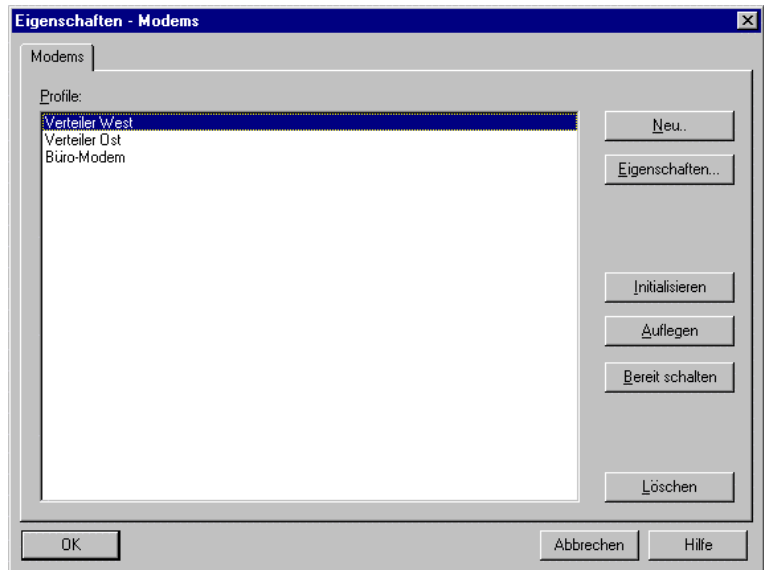 Eigenschaften - Modems
Modems
Profile:
Verteiler West
Verteiler Ost
Büro-Modem
Neu..
Eigenschaften...
Initialisieren
Auflegen
Bereit schalten
Löschen
OK
Abbrechen
Hilfe